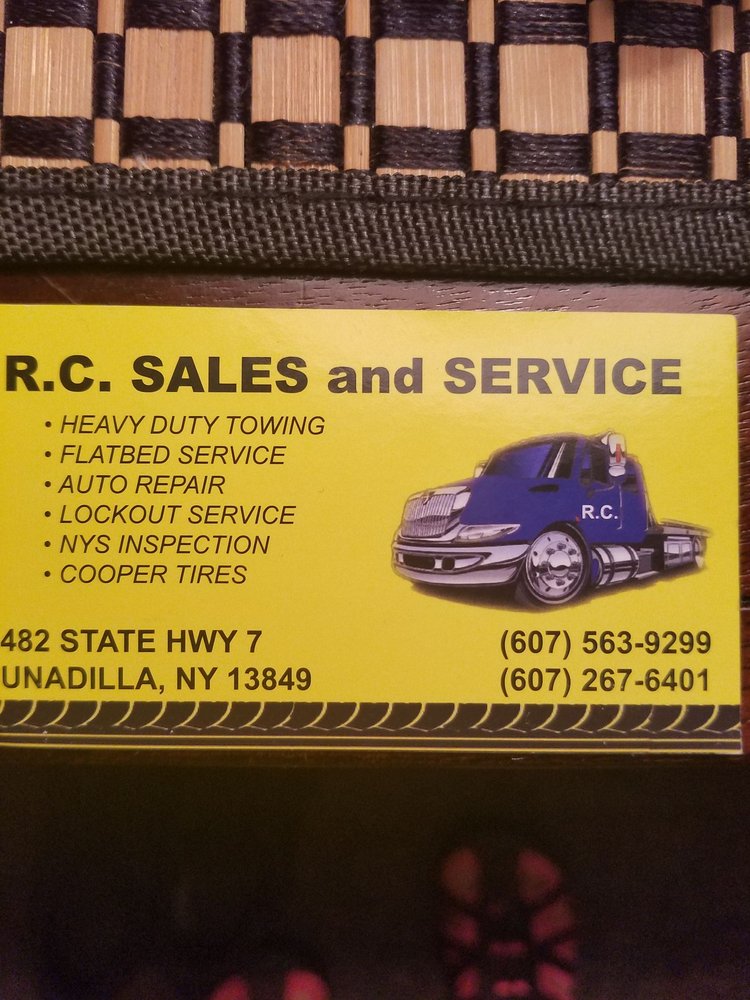 R.C. SALES and SERVICE
• HEAVY DUTY TOWING
• FLATBED SERVICE
• AUTO REPAIR
• LOCKOUT SERVICE
• NYS INSPECTION
• COOPER TIRES
R.C.
482 STATE HWY 7
UNADILLA, NY 13849
(607) 563-9299
(607) 267-6401